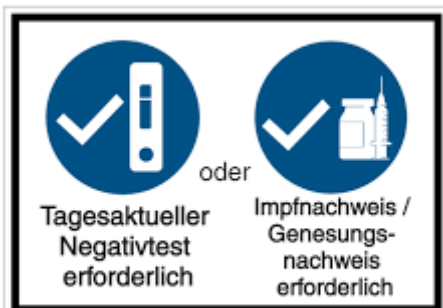 Tagesaktueller
Negativtest
erforderlich
oder
Impfnachweis /
Genesungs-
nachweis
erforderlich